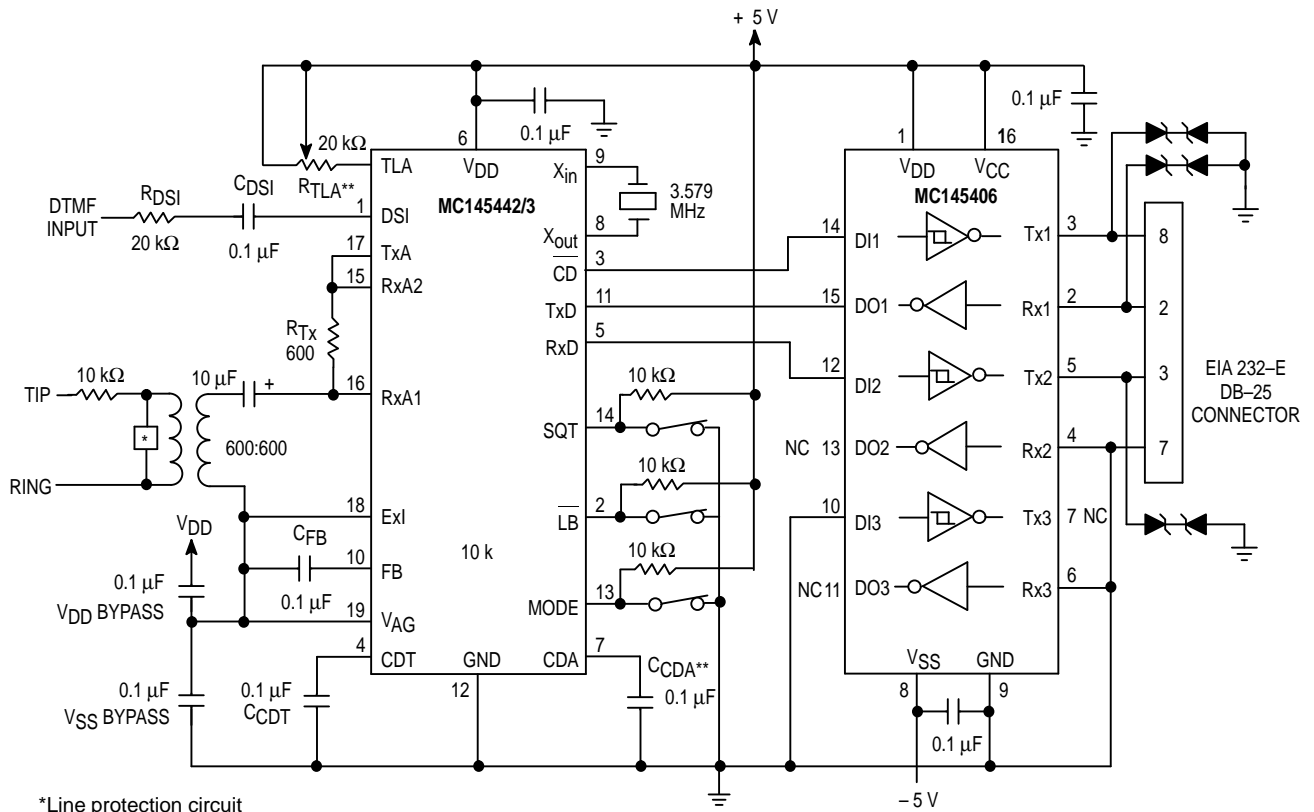 + 5 V
0.1 µF
0.1 µF
6
20 kΩ
RTLA**
TLA
VDD
MC145442/3
9
Xin
3.579
MHz
8
Xout
DTMF
INPUT
RDSI
20 kΩ
CDSI
0.1 µF
1
DSI
17
TxA
15
RxA2
RTx
600
CD
3
TxD
11
RxD
5
TIP
10 kΩ
10 µF
+
16
RxA1
*
600:600
RING
10 kΩ
14
SQT
10 kΩ
2
LB
10 kΩ
13
MODE
18
ExI
CFB
10
FB
0.1 µF
10 k
VDD
0.1 µF
VDD BYPASS
19
VAG
4
CDT
GND
12
CDA
7
CCDA**
0.1 µF
0.1 µF
VSS BYPASS
0.1 µF
CCDT
1
16
VDD
VCC
MC145406
14
DI1
Tx1
3
8
15
DO1
Rx1
2
2
12
DI2
Tx2
5
3
NC 13
DO2
Rx2
4
7
10
DI3
Tx3
7 NC
NC 11
DO3
Rx3
6
EIA 232–E
DB–25
CONNECTOR
VSS
GND
8
9
0.1 µF
– 5 V
*Line protection circuit